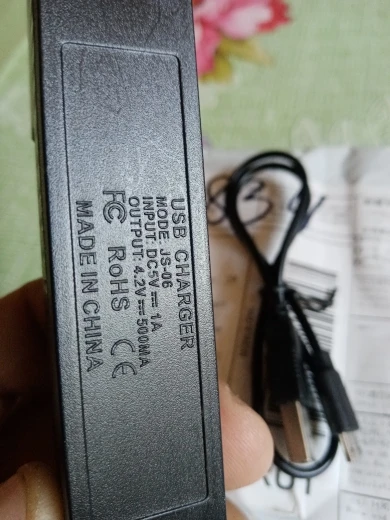 USB CHARGER
MODE: JS-06
INPUT: DC5V⎓1A
OUTPUT: 4.2V⎓500MA
FC RoHS CE
MADE IN CHINA